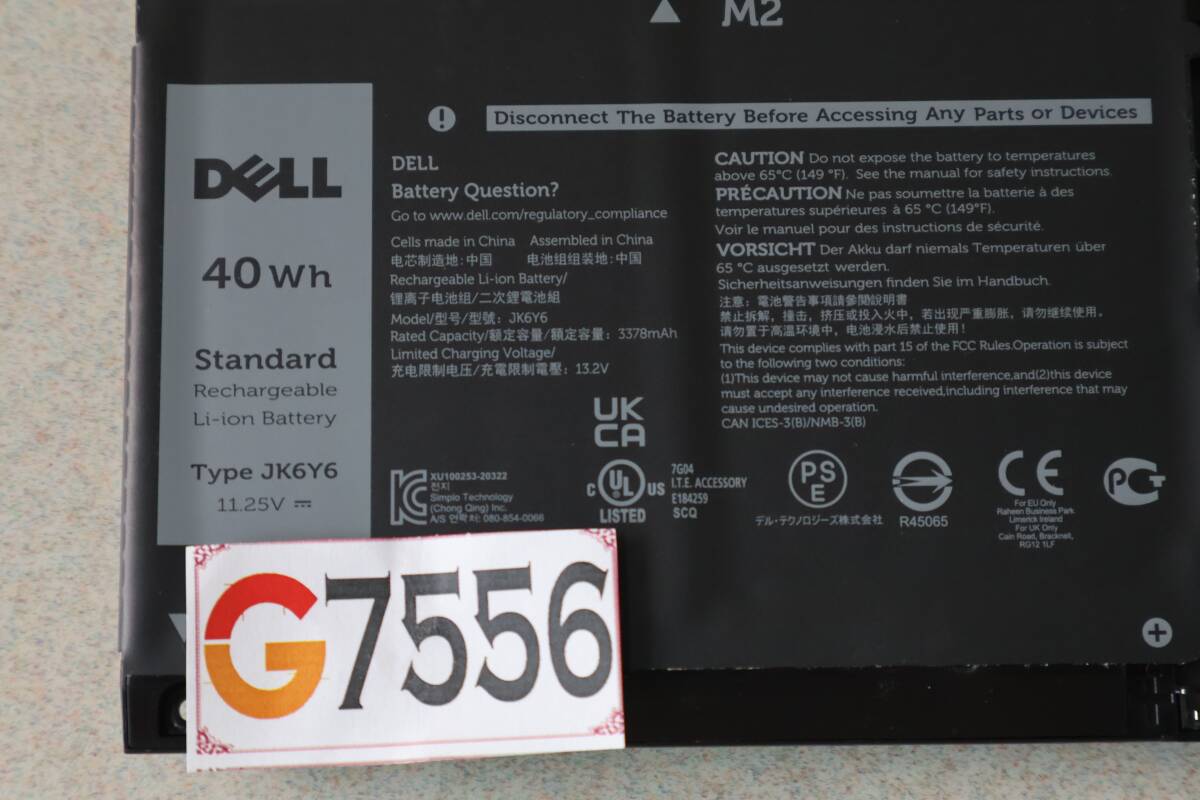 M2
Disconnect The Battery Before Accessing Any Parts or Devices
DELL
40 Wh
Standard
Rechargeable
Li-ion Battery
Type JK6Y6
11.25V
DELL
Battery Question?
Go to www.dell.com/regulatory_compliance
Cells made in China Assembled in China
电芯制造地:中国 电池组组装地:中国
Rechargeable Li-ion Battery/
锂离子电池组/二次鋰電池組
Model/型号/型號: JK6Y6
Rated Capacity/额定容量/額定容量: 3378mAh
Limited Charging Voltage/
充电限制电压/充電限制電壓: 13.2V
CAUTION Do not expose the battery to temperatures
above 65°C (149 °F). See the manual for safety instructions.
PRÉCAUTION Ne pas soumettre la batterie à des
temperatures supérieures à 65 °C (149°F).
Voir le manuel pour des instructions de sécurité.
VORSICHT Der Akku darf niemals Temperaturen über
65 °C ausgesetzt werden.
Sicherheitsanweisungen finden Sie im Handbuch.
注意: 電池警告事項請參閱說明書
禁止拆解, 撞击, 挤压或投入火中, 若出现严重膨胀, 请勿继续使用。
请勿置于高温环境中, 电池浸水后禁止使用!
This device complies with part 15 of the FCC Rules.Operation is subject
to the following two conditions:
(1)This device may not cause harmful interference,and(2)this device
must accept any interference received,including interference that may
cause undesired operation.
CAN ICES-3(B)/NMB-3(B)
UK
CA
XU100253-20322
전지
Simplo Technology
(Chong Qing) Inc.
A/S 연락처: 080-854-0066
C UL US
LISTED
7G04
I.T.E. ACCESSORY
E184259
SCQ
PS
E
デル・テクノロジーズ株式会社
R45065
CE
For EU Only
Raheen Business Park
Limerick Ireland
For UK Only
Cain Road, Bracknell,
RG12 1LF
G7556